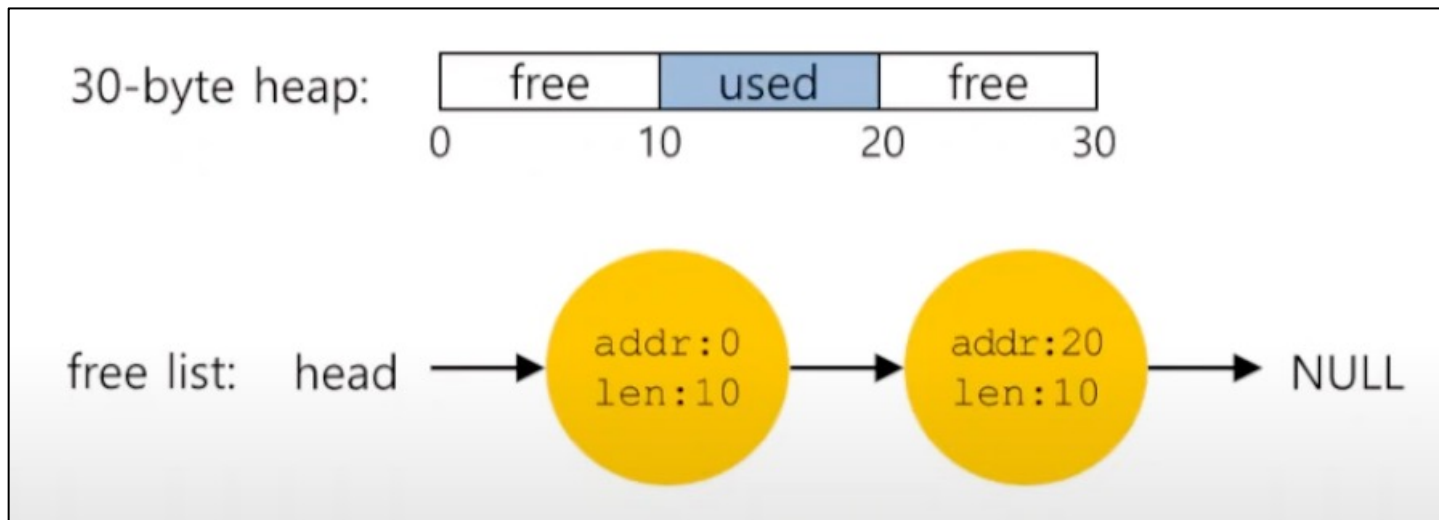 30-byte heap: free used free
0 10 20 30
free list: head addr:0 len:10 addr:20 len:10 NULL